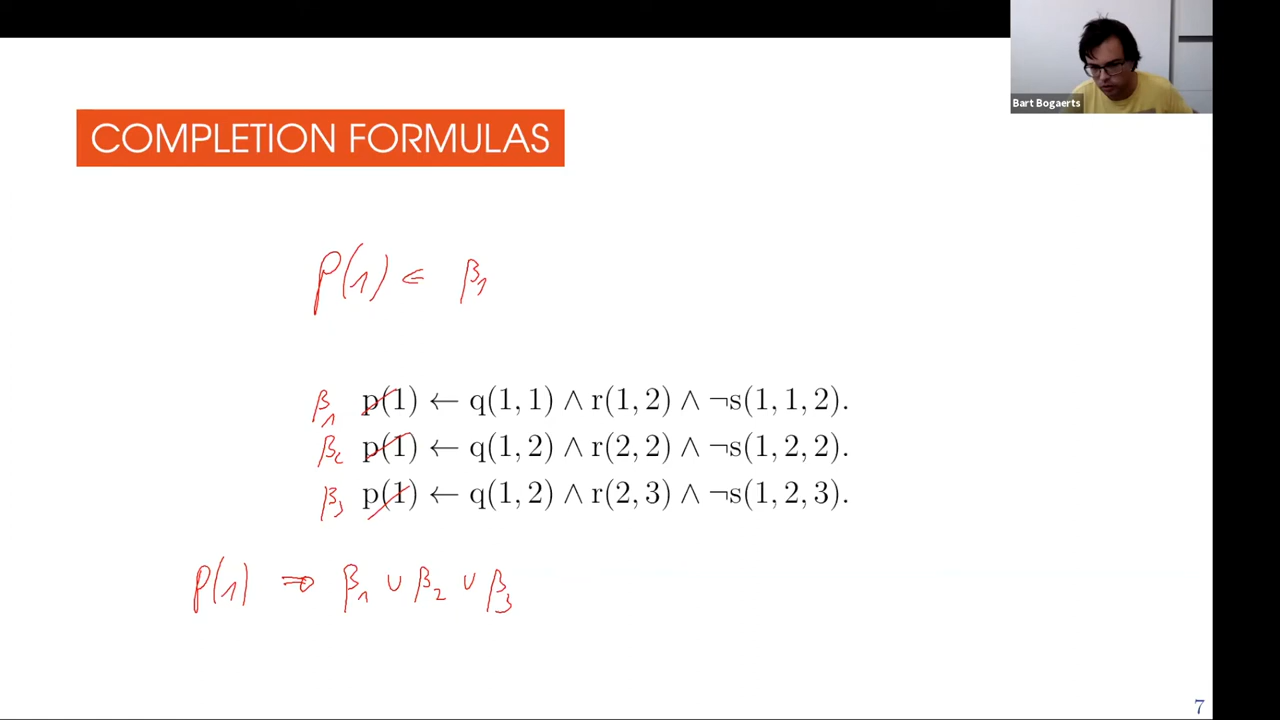 Bart Bogaerts
COMPLETION FORMULAS
p(1) ⇐ β₁
β₁ p(1) ← q(1, 1) ∧ r(1, 2) ∧ ¬s(1, 1, 2).
β₂ p(1) ← q(1, 2) ∧ r(2, 2) ∧ ¬s(1, 2, 2).
β₃ p(1) ← q(1, 2) ∧ r(2, 3) ∧ ¬s(1, 2, 3).
p(1) ⇒ β₁ ∨ β₂ ∨ β₃
7